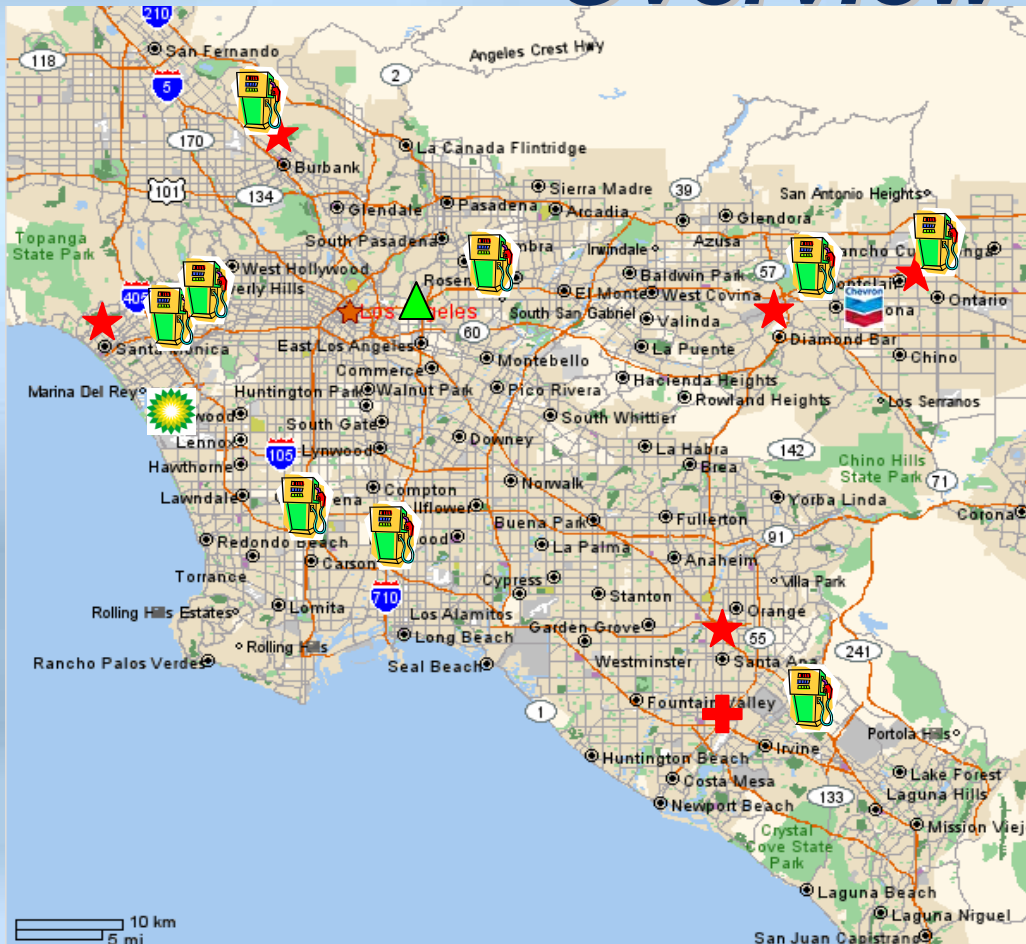 Overview
210
San Fernando
Angeles Crest Hwy
118
2
5
170
La Canada Flintridge
Burbank
101
134
Sierra Madre
39
San Antonio Heights
Glendale
Pasadena
Arcadia
Glendora
Topanga
State Park
South Pasadena
Irwindale
Azusa
West Hollywood
Baldwin Park
57
405
El Monte
West Covina
Ontario
Chevron
Los Angeles
60
South San Gabriel
Valinda
East Los Angeles
Diamond Bar
Santa Monica
Montebello
La Puente
Chino
Commerce
Hacienda Heights
Marina Del Rey
Huntington Park
Walnut Park
Pico Rivera
Rowland Heights
Los Serranos
South Gate
South Whittier
Lennox
Downey
La Habra
142
105
Lynwood
Hawthorne
Brea
Chino Hills
State Park
71
Lawndale
Compton
Norwalk
Yorba Linda
Buena Park
Fullerton
Corona
Redondo Beach
La Palma
91
Carson
Anaheim
Torrance
Cypress
Villa Park
710
Stanton
Rolling Hills Estates
Lomita
Los Alamitos
Orange
Long Beach
Garden Grove
55
Rolling Hills
241
Rancho Palos Verdes
Seal Beach
Westminster
Santa Ana
1
Fountain Valley
Portola Hills
Irvine
Huntington Beach
Lake Forest
Costa Mesa
133
Laguna Hills
Newport Beach
Mission Viej
Crystal
Cove State
Park
Laguna Beach
Laguna Niguel
10 km
5 mi
San Juan Capistrano